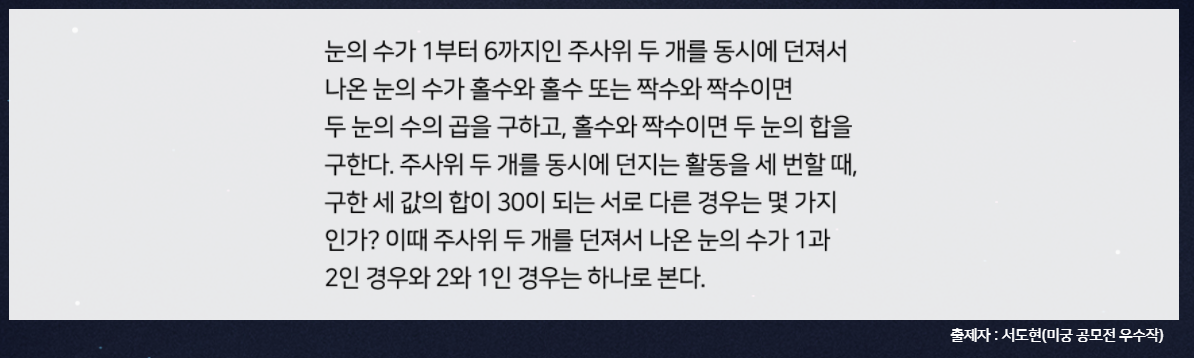 눈의 수가 1부터 6까지인 주사위 두 개를 동시에 던져서
나온 눈의 수가 홀수와 홀수 또는 짝수와 짝수이면
두 눈의 수의 곱을 구하고, 홀수와 짝수이면 두 눈의 합을
구한다. 주사위 두 개를 동시에 던지는 활동을 세 번할 때,
구한 세 값의 합이 30이 되는 서로 다른 경우는 몇 가지
인가? 이때 주사위 두 개를 던져서 나온 눈의 수가 1과
2인 경우와 2와 1인 경우는 하나로 본다.
출제자 : 서도현(미궁 공모전 우수작)